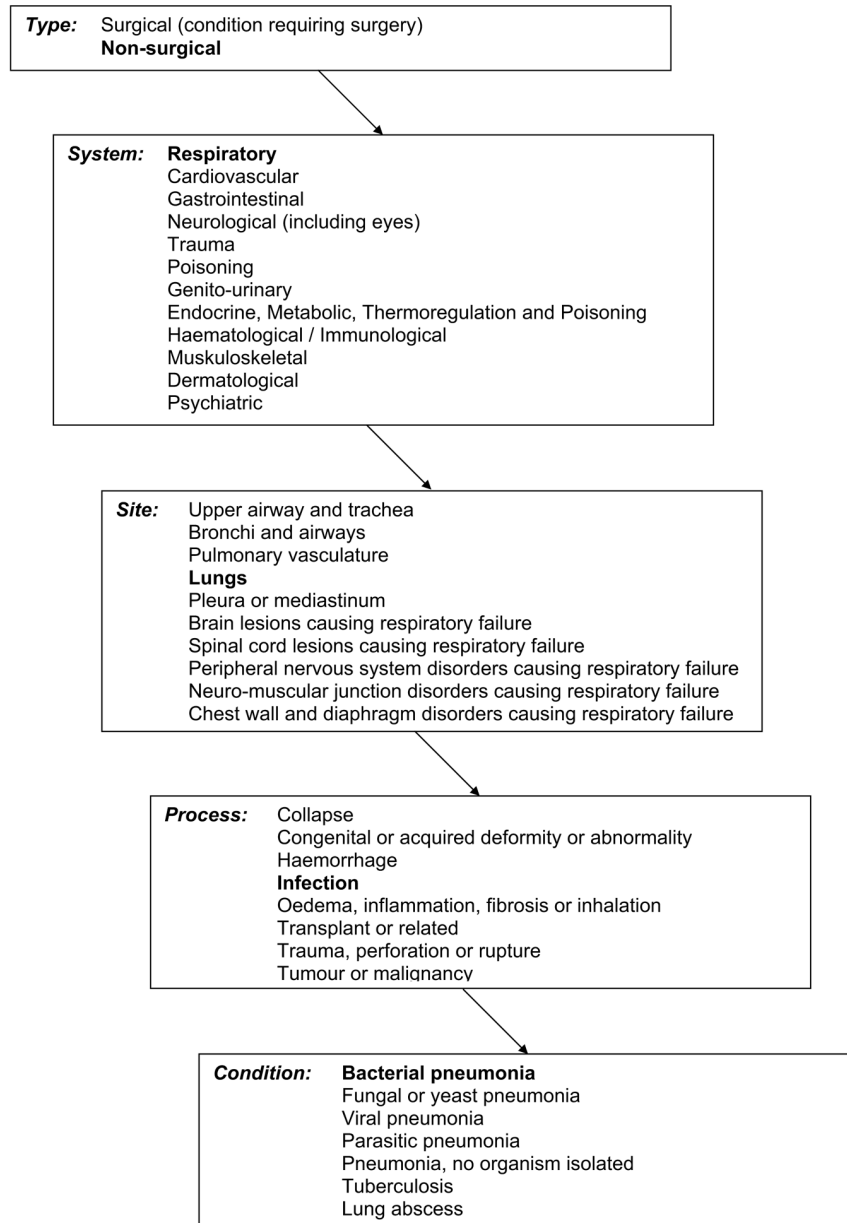 Type: Surgical (condition requiring surgery)
Non-surgical
System: Respiratory
Cardiovascular
Gastrointestinal
Neurological (including eyes)
Trauma
Poisoning
Genito-urinary
Endocrine, Metabolic, Thermoregulation and Poisoning
Haematological / Immunological
Muskuloskeletal
Dermatological
Psychiatric
Site: Upper airway and trachea
Bronchi and airways
Pulmonary vasculature
Lungs
Pleura or mediastinum
Brain lesions causing respiratory failure
Spinal cord lesions causing respiratory failure
Peripheral nervous system disorders causing respiratory failure
Neuro-muscular junction disorders causing respiratory failure
Chest wall and diaphragm disorders causing respiratory failure
Process: Collapse
Congenital or acquired deformity or abnormality
Haemorrhage
Infection
Oedema, inflammation, fibrosis or inhalation
Transplant or related
Trauma, perforation or rupture
Tumour or malignancy
Condition: Bacterial pneumonia
Fungal or yeast pneumonia
Viral pneumonia
Parasitic pneumonia
Pneumonia, no organism isolated
Tuberculosis
Lung abscess